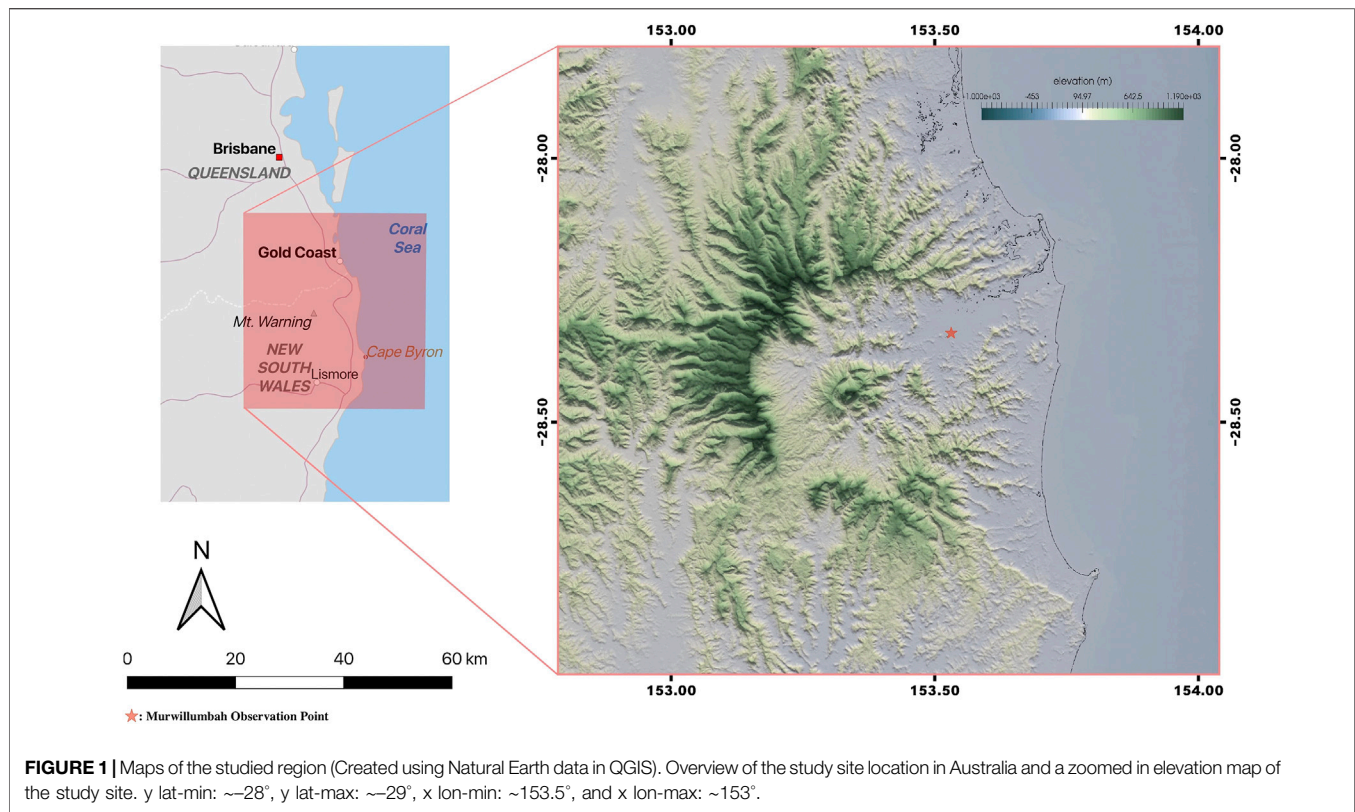 Brisbane
QUEENSLAND
Coral
Sea
Gold Coast
Mt. Warning
Cape Byron
NEW
SOUTH
WALES
Lismore
N
0 20 40 60 km
★: Murwillumbah Observation Point
153.00 153.50 154.00
elevation (m)
-1.000e+03 -453 94.97 642.5 1.190e+03
-28.00 -28.00
-28.50 -28.50
153.00 153.50 154.00
FIGURE 1 | Maps of the studied region (Created using Natural Earth data in QGIS). Overview of the study site location in Australia and a zoomed in elevation map of
the study site. y lat-min: ~−28°, y lat-max: ~−29°, x lon-min: ~153.5°, and x lon-max: ~153°.